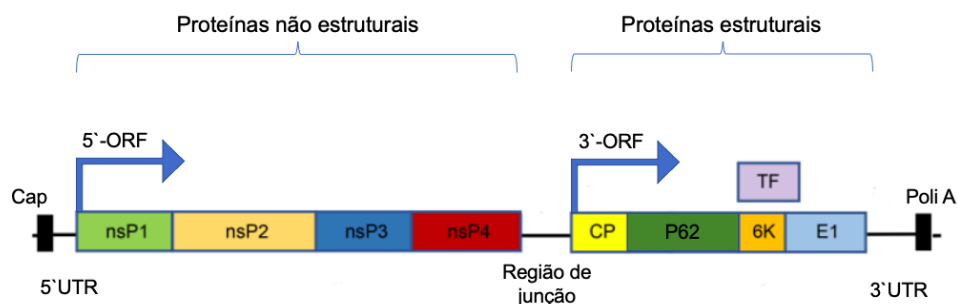 Proteínas não estruturais
Proteínas estruturais
5`-ORF
3`-ORF
TF
Cap
Poli A
nsP1
nsP2
nsP3
nsP4
CP
P62
6K
E1
5`UTR
Região de
junção
3`UTR